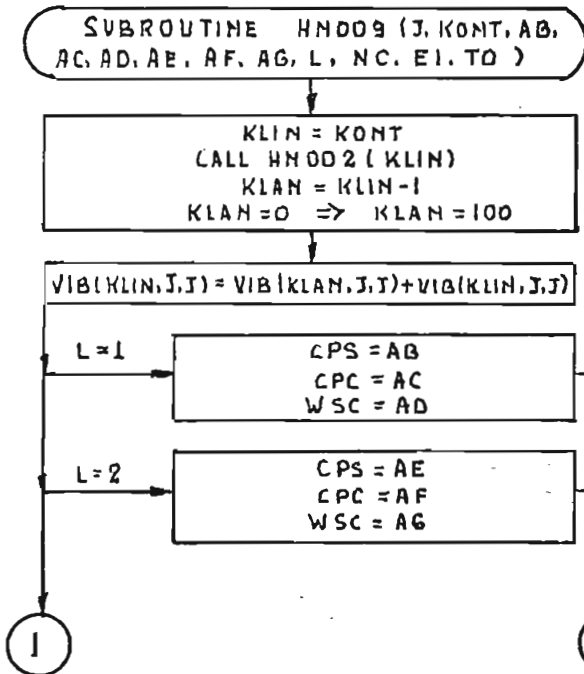 SUBROUTINE HN009 (J, KONT, AB,
AC, AD, AE, AF, AG, L, NC. EI. TO )
KLIN = KONT
CALL HN002 ( KLIN)
KLAN = KLIN-1
KLAN=0 => KLAN=100
VIB(KLIN,J,J) = VIB(KLAN,J,J)+VIB(KLIN,J,J)
L=1
CPS = AB
CPC = AC
WSC = AD
L=2
CPS = AE
CPC = AF
WSC = AG
1